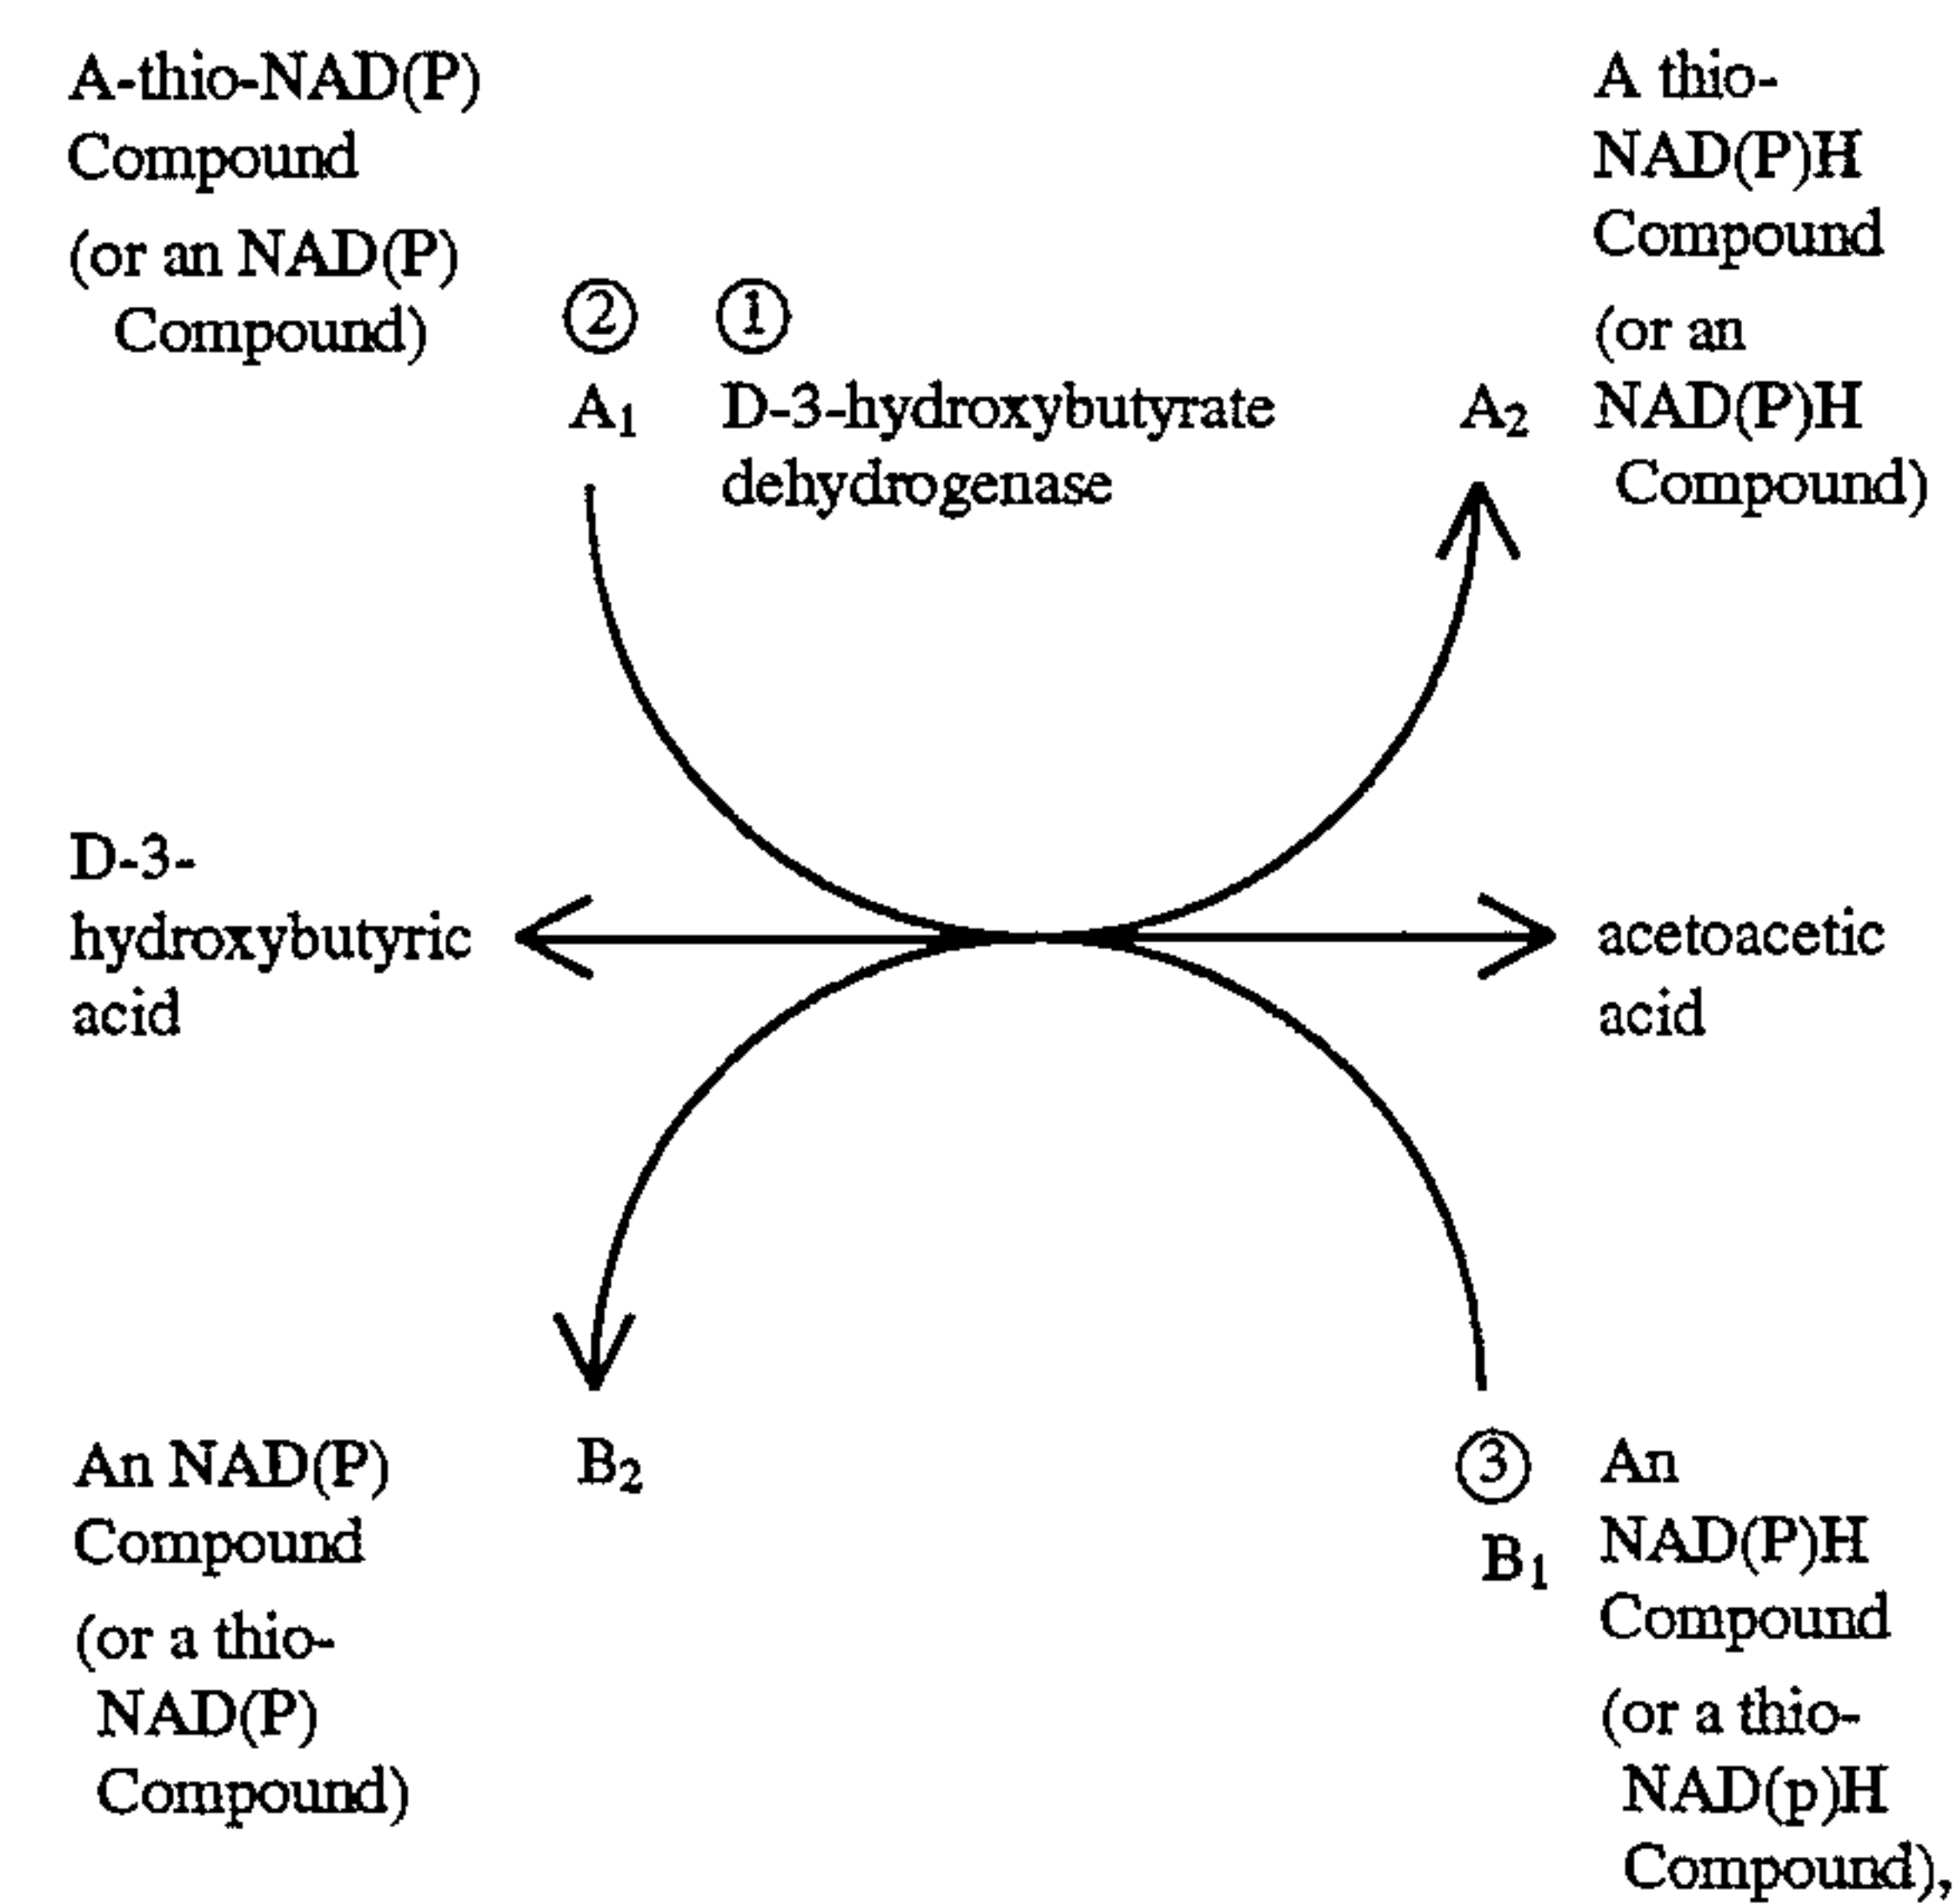 A-thio-NAD(P)
Compound
(or an NAD(P)
Compound)
② ①
A₁ D-3-hydroxybutyrate
dehydrogenase
A₂
A thio-
NAD(P)H
Compound
(or an
NAD(P)H
Compound)
D-3-
hydroxybutyric
acid
acetoacetic
acid
An NAD(P)
Compound
(or a thio-
NAD(P)
Compound)
B₂
③
B₁
An
NAD(P)H
Compound
(or a thio-
NAD(p)H
Compound),